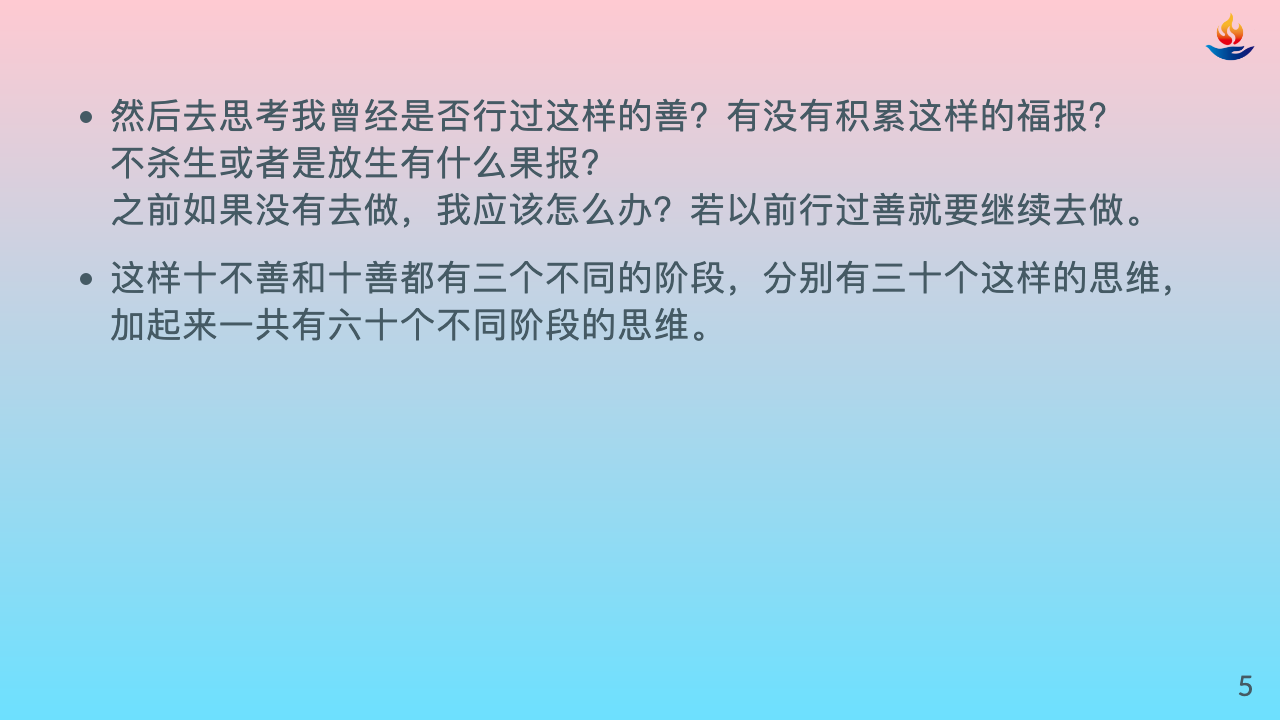 • 然后去思考我曾经是否行过这样的善？有没有积累这样的福报？
不杀生或者是放生有什么果报？
之前如果没有去做，我应该怎么办？若以前行过善就要继续去做。
• 这样十不善和十善都有三个不同的阶段，分别有三十个这样的思维，
加起来一共有六十个不同阶段的思维。
5